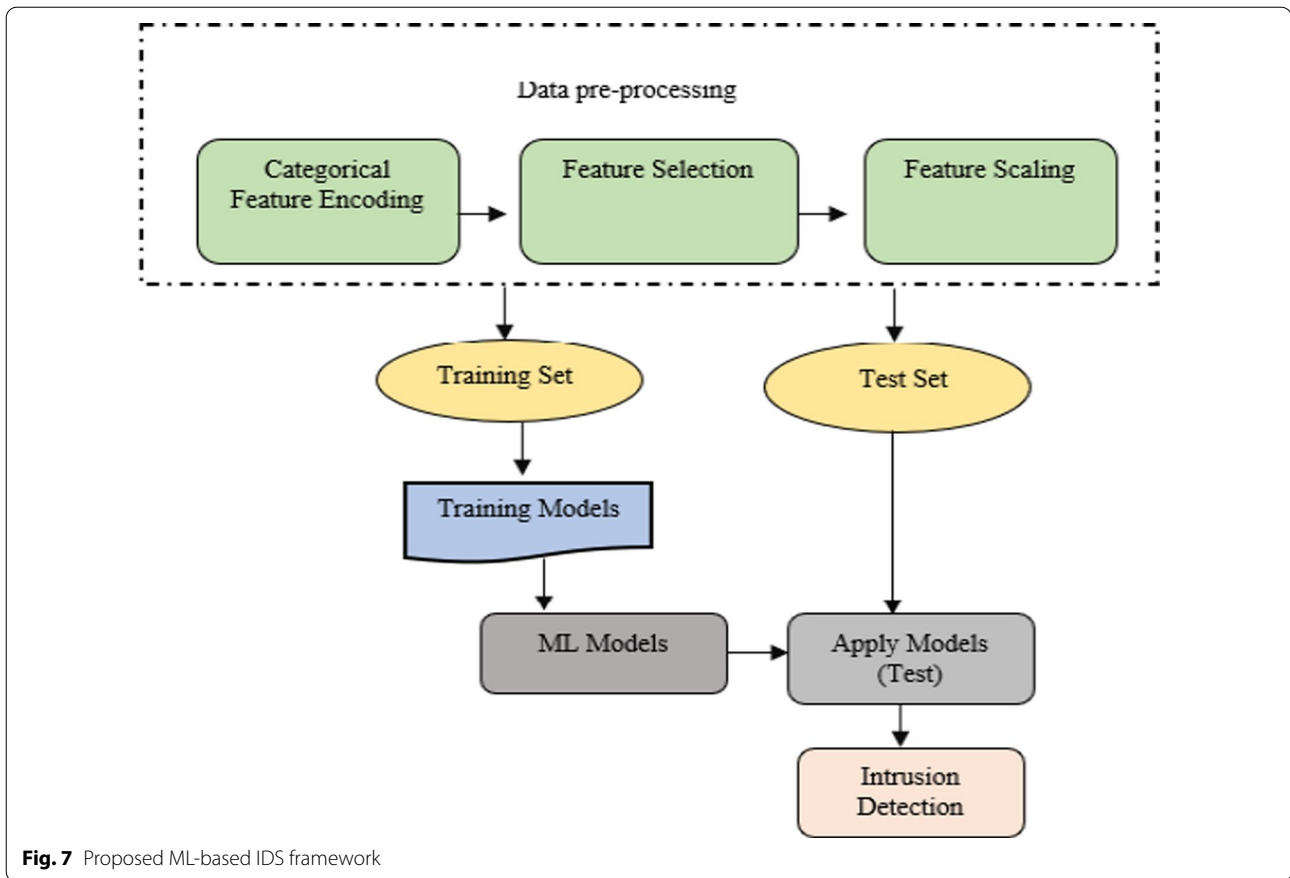 Data pre-processing
Categorical
Feature Encoding
Feature Selection
Feature Scaling
Training Set
Test Set
Training Models
ML Models
Apply Models
(Test)
Intrusion
Detection
Fig. 7 Proposed ML-based IDS framework